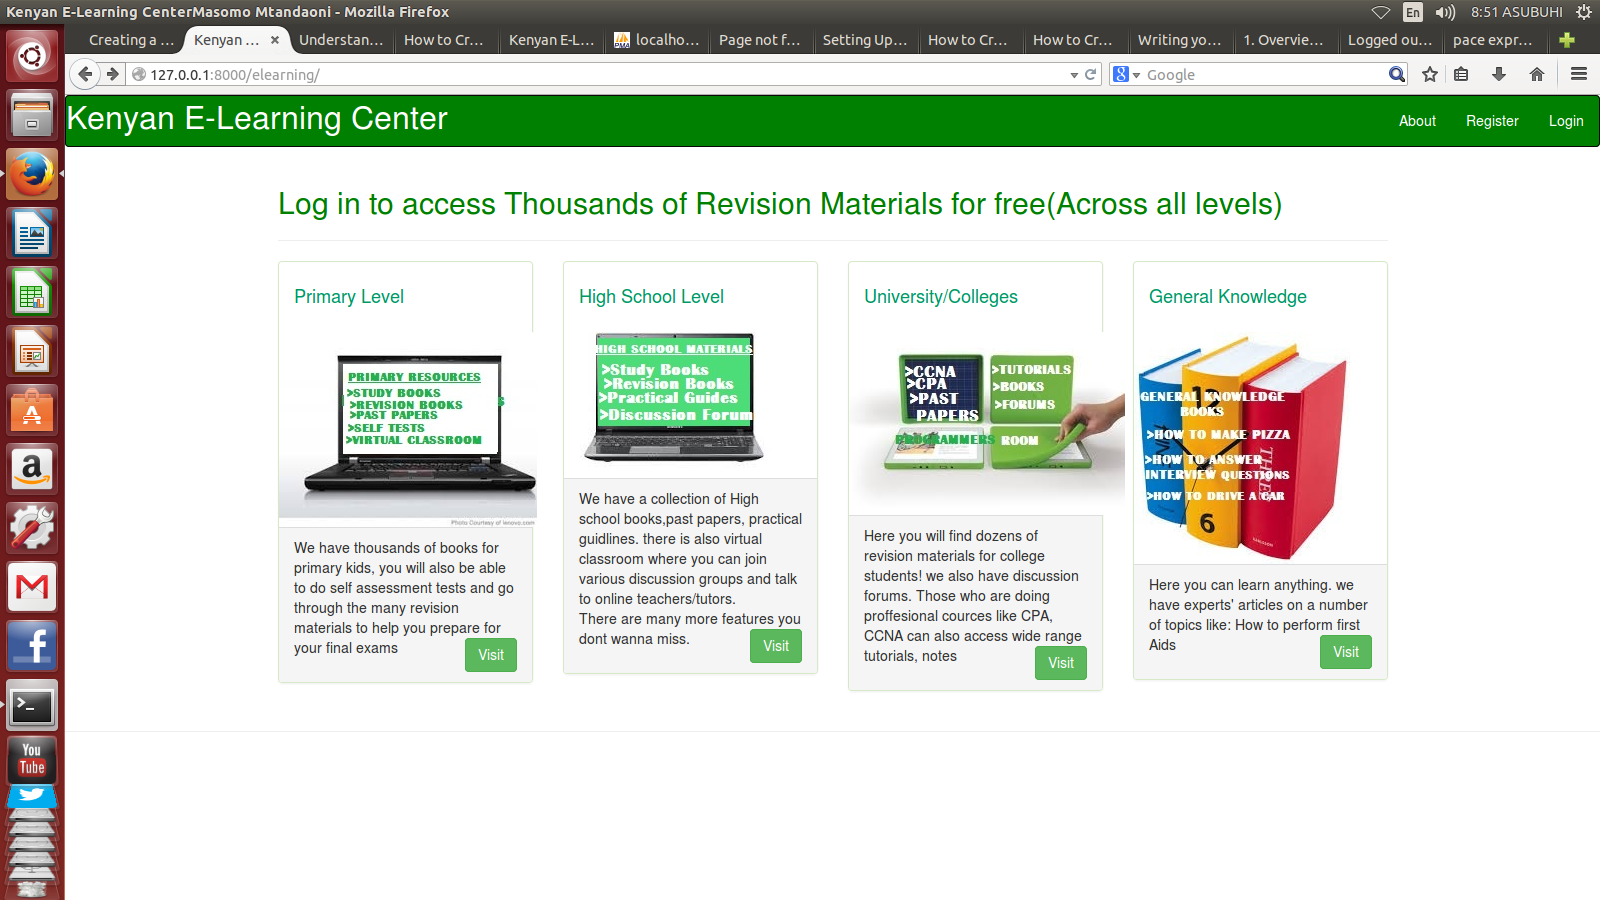 Kenyan E-Learning CenterMasomo Mtandaoni - Mozilla Firefox
En
8:51 ASUBUHI
Creating a ...
Kenyan ...
Understan...
How to Cr...
Kenyan E-L...
localho...
Page not f...
Setting Up...
How to Cr...
How to Cr...
Writing yo...
1. Overvie...
Logged ou...
pace expr...
127.0.0.1:8000/elearning/
Google
Kenyan E-Learning Center
About
Register
Login
Log in to access Thousands of Revision Materials for free(Across all levels)
Primary Level
PRIMARY RESOURCES
>STUDY BOOKS
>REVISION BOOKS
>PAST PAPERS
>SELF TESTS
>VIRTUAL CLASSROOM
Photo Courtesy of lenovo.com
We have thousands of books for
primary kids, you will also be able
to do self assessment tests and go
through the many revision
materials to help you prepare for
your final exams
Visit
High School Level
HIGH SCHOOL MATERIALS
>Study Books
>Revision Books
>Practical Guides
>Discussion Forum
We have a collection of High
school books,past papers, practical
guidlines. there is also virtual
classroom where you can join
various discussion groups and talk
to online teachers/tutors.
There are many more features you
dont wanna miss.
Visit
University/Colleges
>CCNA
>CPA
>PAST
PAPERS
>TUTORIALS
>BOOKS
>FORUMS
PROGRAMMERS ROOM
Here you will find dozens of
revision materials for college
students! we also have discussion
forums. Those who are doing
proffesional cources like CPA,
CCNA can also access wide range
tutorials, notes
Visit
General Knowledge
12
GENERAL KNOWLEDGE
BOOKS
>HOW TO MAKE PIZZA
>HOW TO ANSWER
INTERVIEW QUESTIONS
>HOW TO DRIVE A CAR
6
Here you can learn anything. we
have experts' articles on a number
of topics like: How to perform first
Aids
Visit
You
Tube